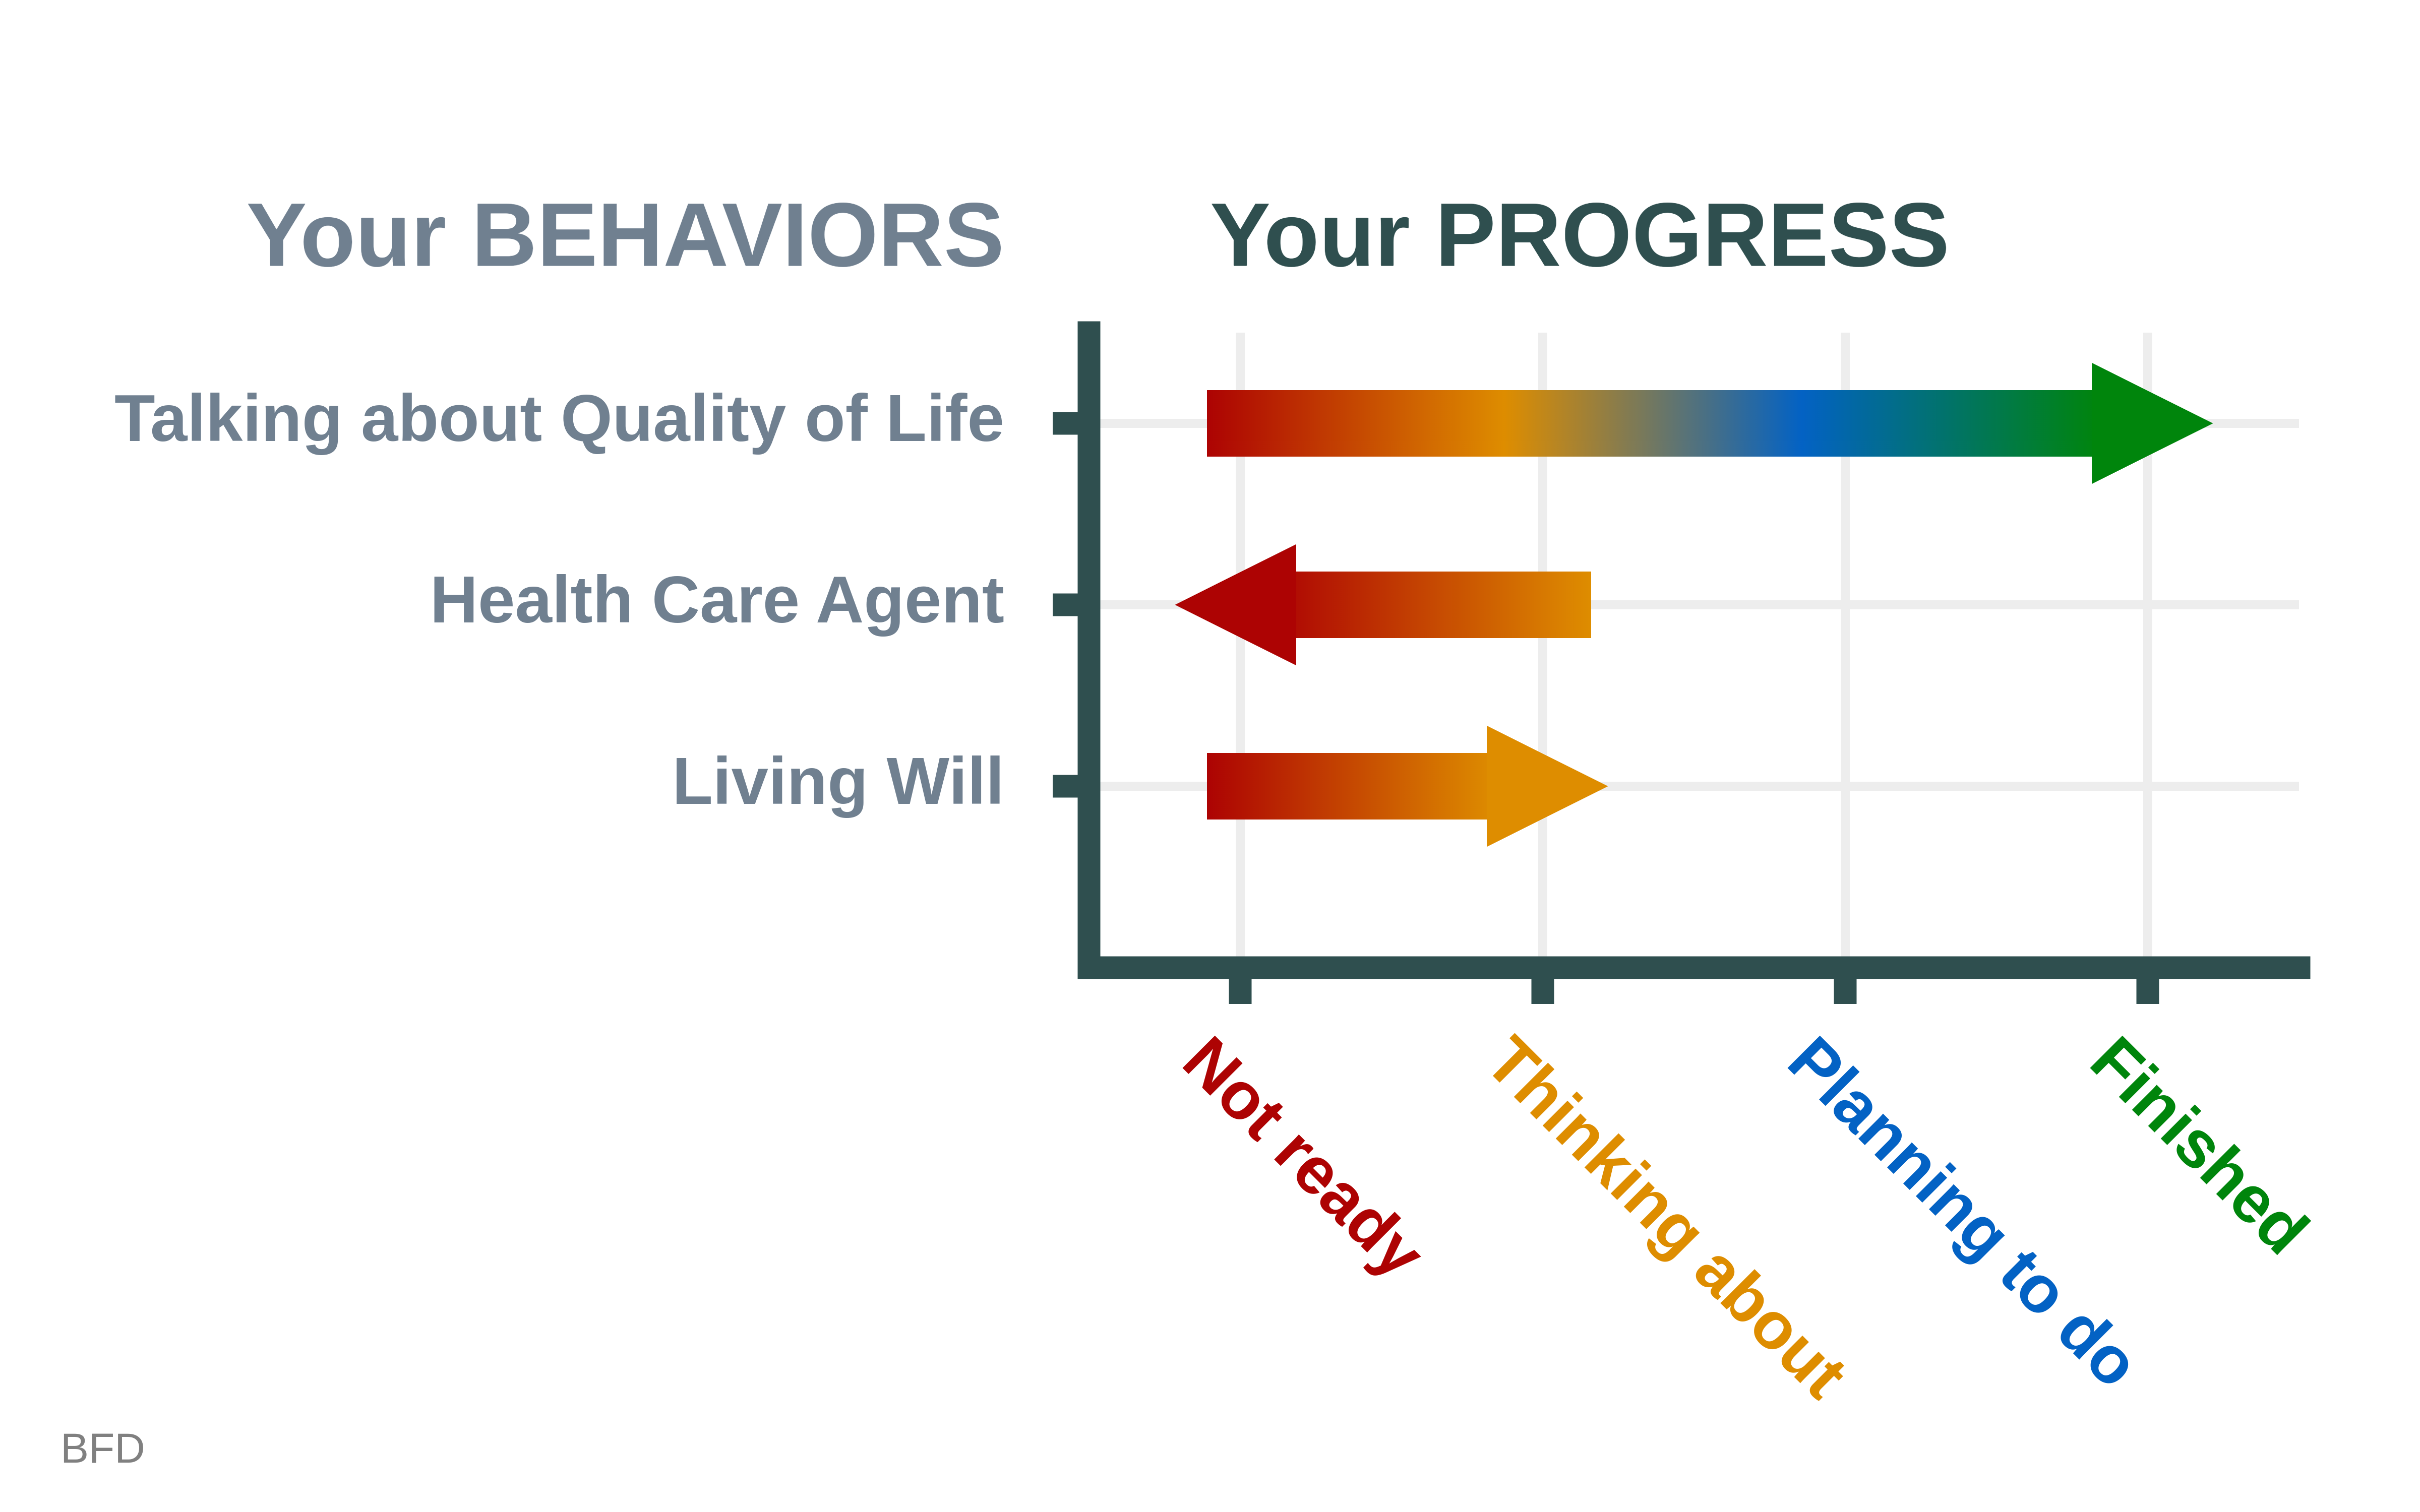 Your BEHAVIORS
Your PROGRESS
Talking about Quality of Life
Health Care Agent
Living Will
Not ready
Thinking about
Planning to do
Finished
BFD